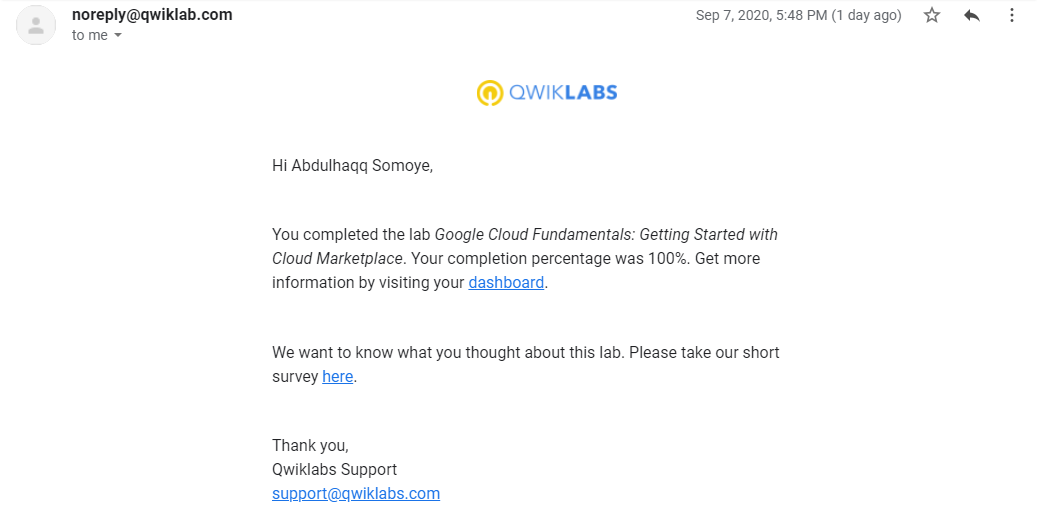 noreply@qwiklab.com
Sep 7, 2020, 5:48 PM (1 day ago)
to me
QWIKLABS
Hi Abdulhaqq Somoye,
You completed the lab Google Cloud Fundamentals: Getting Started with
Cloud Marketplace. Your completion percentage was 100%. Get more
information by visiting your dashboard.
We want to know what you thought about this lab. Please take our short
survey here.
Thank you,
Qwiklabs Support
support@qwiklabs.com